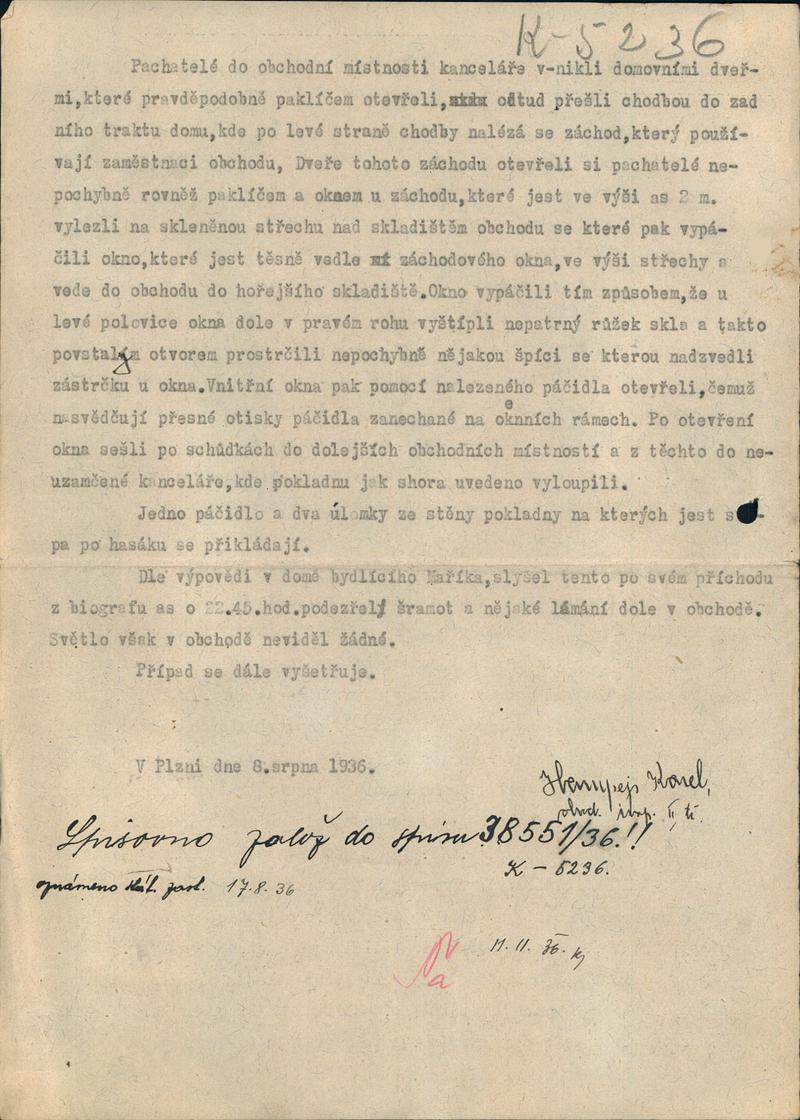 K-5236
Pachatelé do obchodní místnosti kanceláře v-nikli domovními dveř-
mi,které pravděpodobně paklíčem otevřeli, odtud přešli chodbou do zad
ního traktu domu,kde po levé straně chodby nalézá se záchod,který použí-
vají zaměstnaci obchodu, Dveře tohoto záchodu otevřeli si pachatelé ne-
pochybně rovněž paklíčem a oknem u záchodu,které jest ve výši as 2 m.
vylezli na skleněnou střechu nad skladištěm obchodu se které pak vypá-
čili okno,které jest těsně vedle záchodového okna,ve výši střechy a
vede do obchodu do hořejšího skladiště.Okno vypáčili tím způsobem,že u
levé polovice okna dole v pravém rohu vyštípli nepatrný růžek skla a takto
povstalým otvorem prostrčili nepochybně nějakou špíci se kterou nadzvedli
zástrčku u okna.Vnitřní okna pak pomocí nalezeného páčidla otevřeli,čemuž
nasvědčují přesné otisky páčidla zanechané na okenních rámech. Po otevření
okna sešli po schůdkách do dolejších obchodních místností a z těchto do ne-
uzamčené kanceláře,kde pokladnu jak shora uvedeno vyloupili.
Jedno páčidlo a dva úlomky ze stěny pokladny na kterých jest
pa po hasáku se přikládají.
Dle výpovědi v domě bydlícího Maříka,slyšel tento po svém příchodu
z biografu as o 22.45.hod.podezřelý šramot a nějaké lámání dole v obchodě.
Světlo však v obchodě neviděl žádné.
Případ se dále vyšetřuje.
V Plzni dne 8.srpna 1936.
Karel,
insp. II. tř.
Spisovno založ do spisu 38551/36.!!
K - 5236.
oznámeno stát. zast. 17.8.36
11. 11. 36.